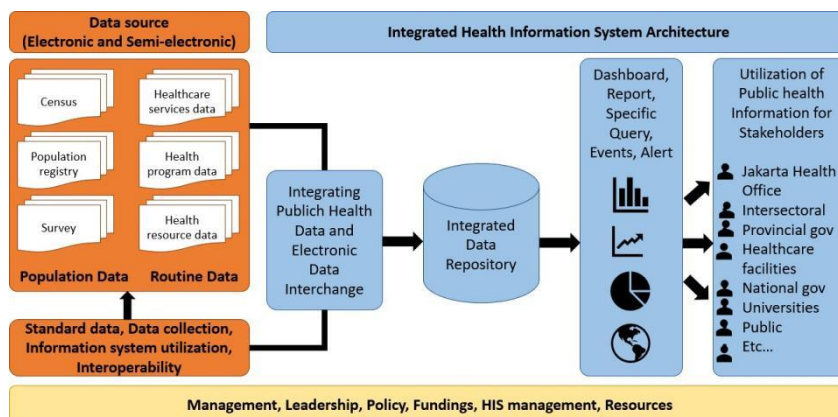 Data source
(Electronic and Semi-electronic)
Integrated Health Information System Architecture
Census
Healthcare
services data
Population
registry
Health
program data
Survey
Health
resource data
Population Data
Routine Data
Standard data, Data collection,
Information system utilization,
Interoperability
Integrating
Publich Health
Data and
Electronic
Data
Interchange
Integrated
Data
Repository
Dashboard,
Report,
Specific
Query,
Events, Alert
Utilization of
Public health
Information for
Stakeholders
Jakarta Health
Office
Intersectoral
Provincial gov
Healthcare
facilities
National gov
Universities
Public
Etc...
Management, Leadership, Policy, Fundings, HIS management, Resources